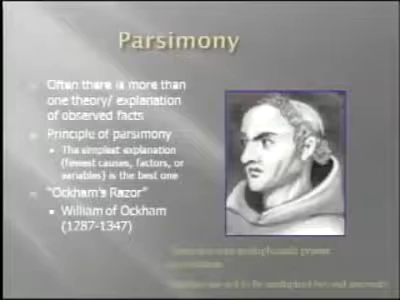 Parsimony
Often there is more than
one theory/ explanation
of observed facts
Principle of parsimony
The simplest explanation
(fewest causes, factors, or
variables) is the best one
"Ockham's Razor"
William of Ockham
(1287-1347)